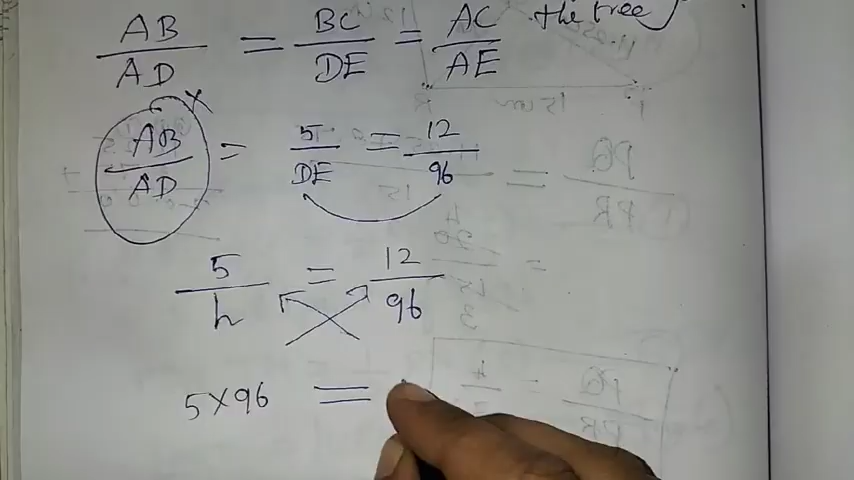 AB/AD = BC/DE = AC/AE the tree
AB/AD = 5/DE = 12/96
5/h = 12/96
5×96 =